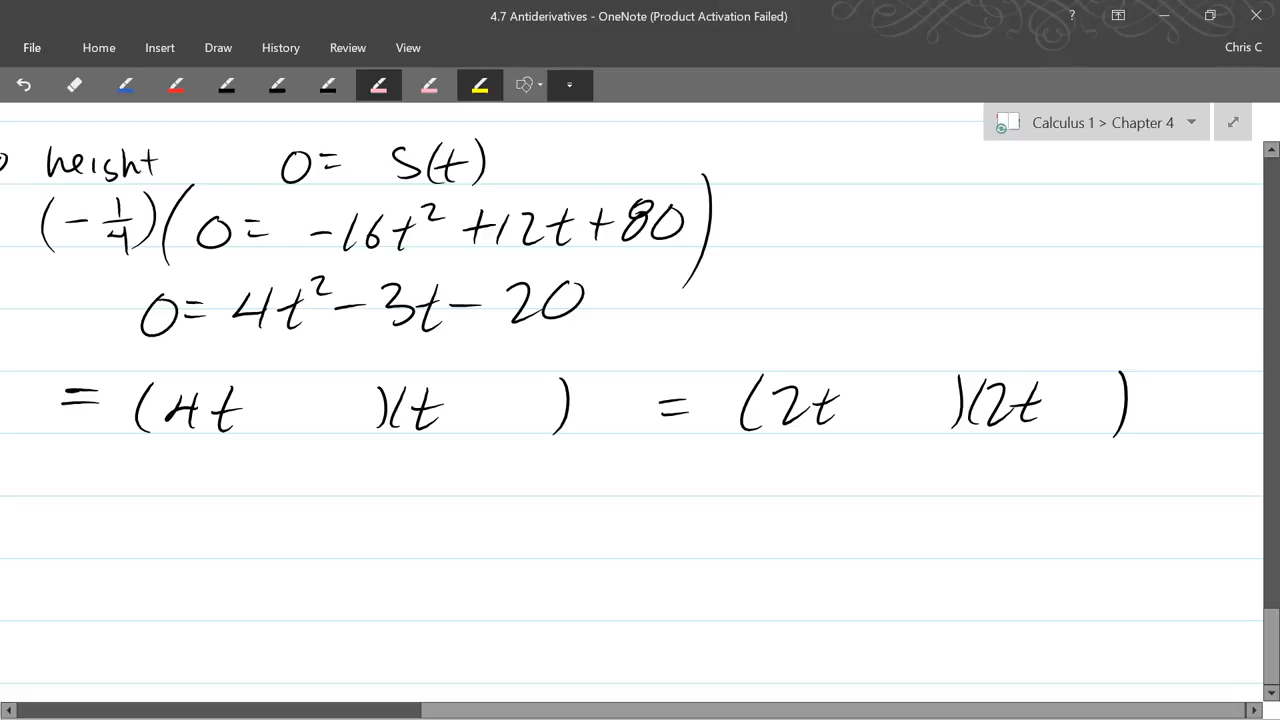 4.7 Antiderivatives - OneNote (Product Activation Failed)
?
File Home Insert Draw History Review View Chris C
Calculus 1 > Chapter 4
height 0 = S(t)
(-1/4)(0 = -16t² +12t+80)
0 = 4t² - 3t - 20
= (4t )(t ) = (2t )(2t )